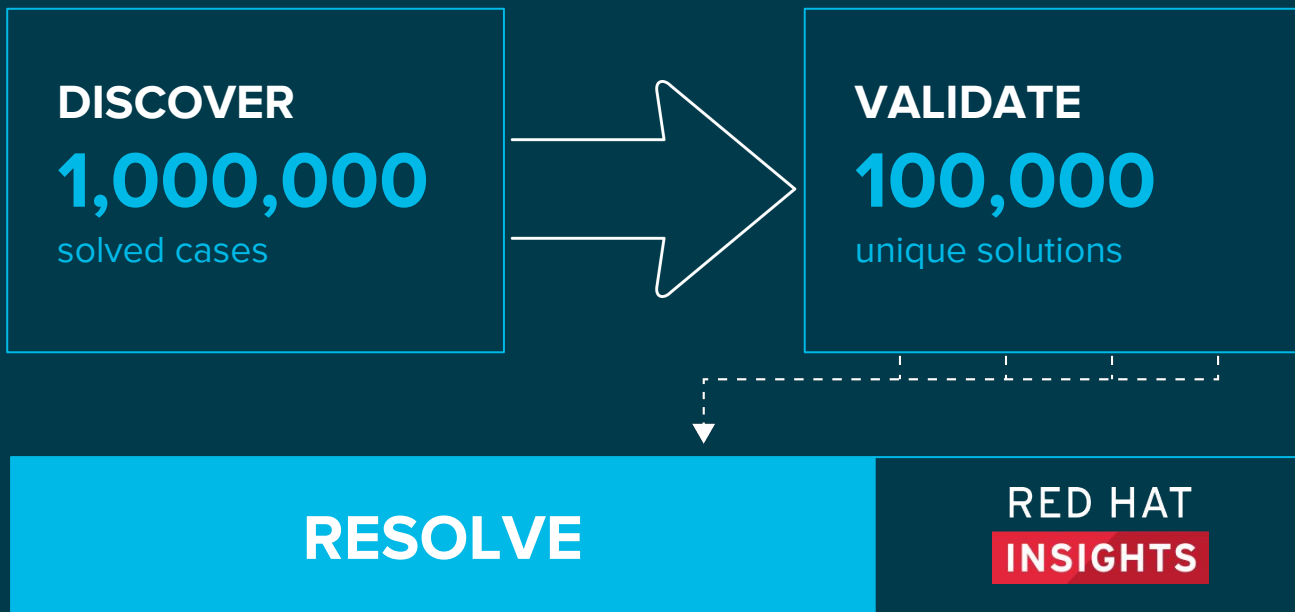 DISCOVER
1,000,000
solved cases
VALIDATE
100,000
unique solutions
RESOLVE
RED HAT
INSIGHTS